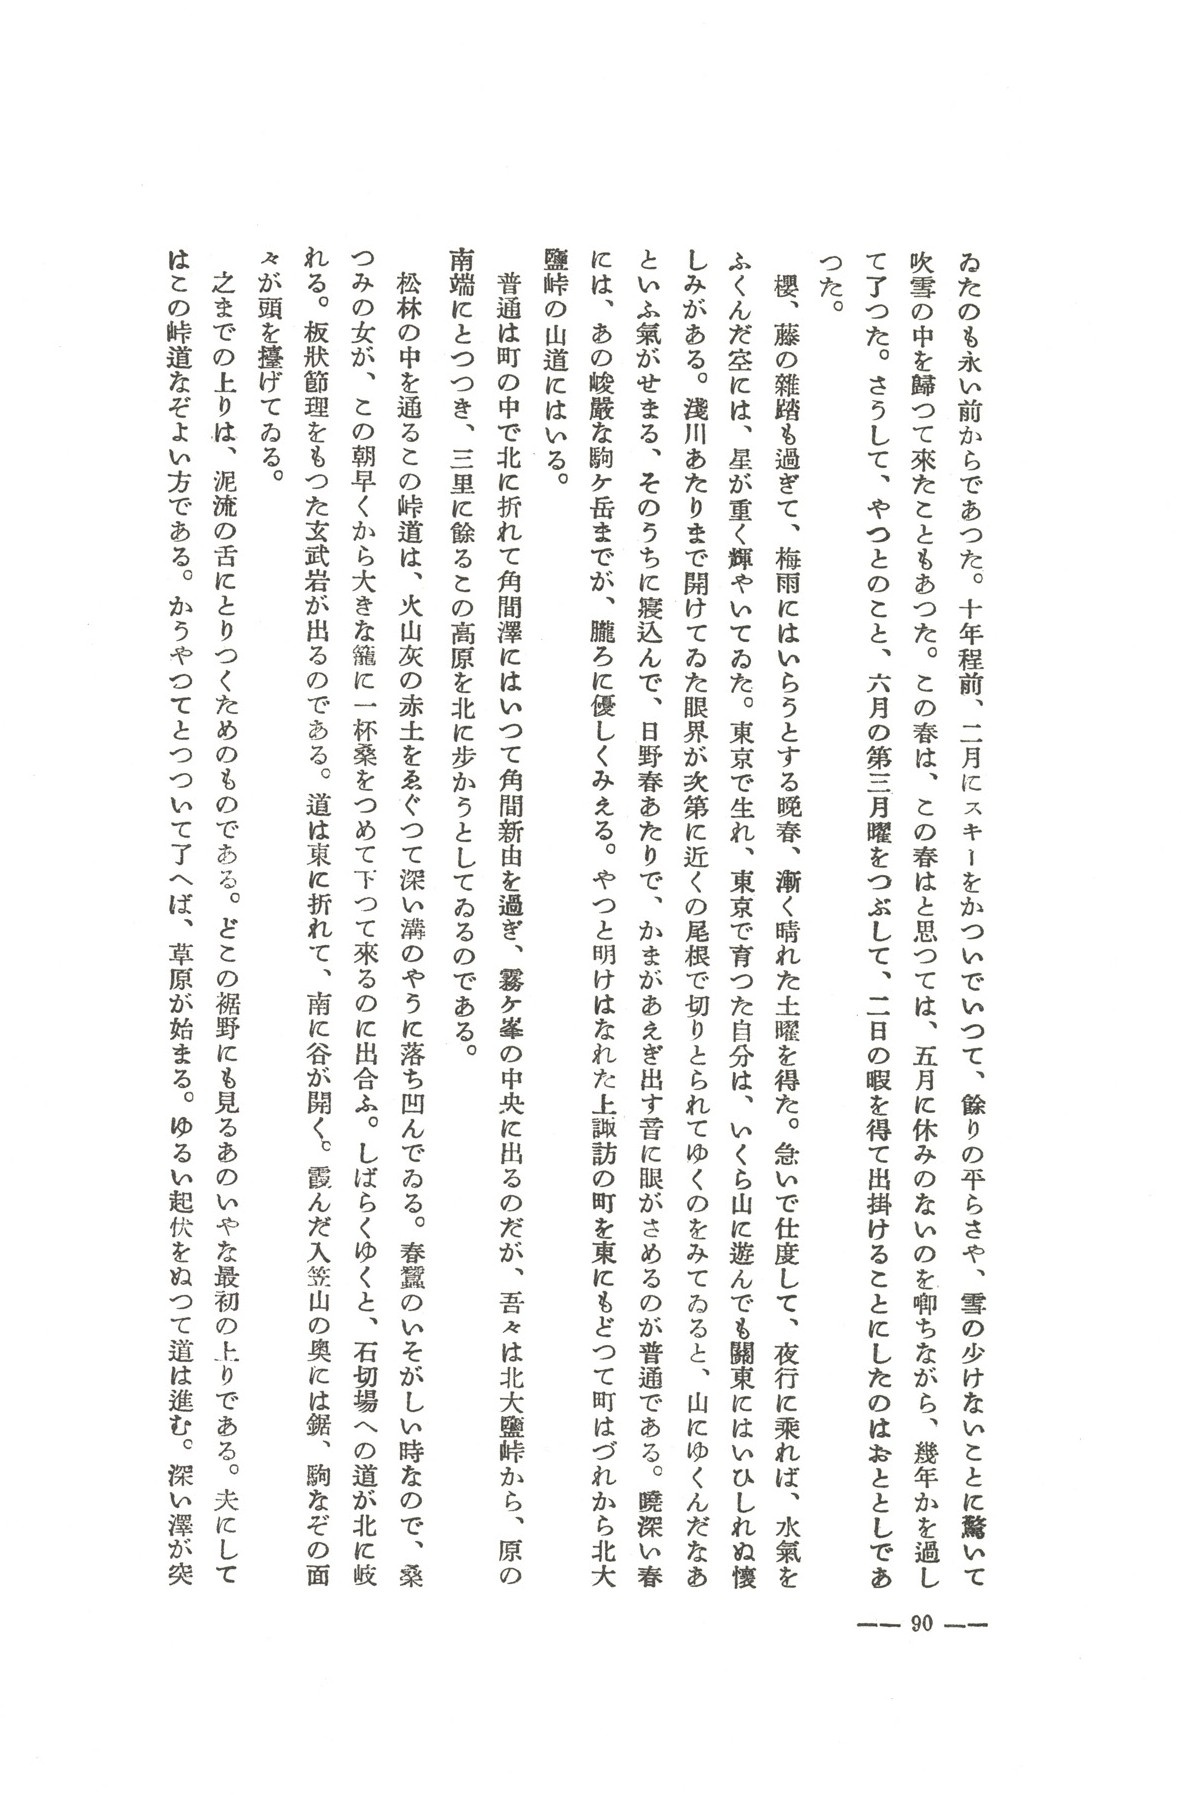 ゐたのも永い前からであつた。十年程前、二月にスキーをかついでいつて、餘りの平らさや、雪の少けないことに驚いて
吹雪の中を歸つて來たこともあつた。この春は、この春はと思つては、五月に休みのないのを喞ちながら、幾年かを過し
て了つた。さうして、やつとのこと、六月の第三月曜をつぶして、二日の暇を得て出掛けることにしたのはおととしであ
つた。
櫻、藤の雜踏も過ぎて、梅雨にはいらうとする晩春、漸く晴れた土曜を得た。急いで仕度して、夜行に乘れば、水氣を
ふくんだ空には、星が重く輝やいてゐた。東京で生れ、東京で育つた自分は、いくら山に遊んでも關東にはいひしれぬ懷
しみがある。淺川あたりまで開けてゐた眼界が次第に近くの尾根で切りとられてゆくのをみてゐると、山にゆくんだなあ
といふ氣がせまる、そのうちに寢込んで、日野春あたりで、かまがあえぎ出す音に眼がさめるのが普通である。曉深い春
には、あの峻嚴な駒ケ岳までが、朧ろに優しくみえる。やつと明けはなれた上諏訪の町を東にもどつて町はづれから北大
鹽峠の山道にはいる。
普通は町の中で北に折れて角間澤にはいつて角間新由を過ぎ、霧ケ峯の中央に出るのだが、吾々は北大鹽峠から、原の
南端にとつつき、三里に餘るこの高原を北に步かうとしてゐるのである。
松林の中を通るこの峠道は、火山灰の赤土をゑぐつて深い溝のやうに落ち凹んでゐる。春蠶のいそがしい時なので、桑
つみの女が、この朝早くから大きな籠に一杯桑をつめて下つて來るのに出合ふ。しばらくゆくと、石切場への道が北に岐
れる。板狀節理をもつた玄武岩が出るのである。道は東に折れて、南に谷が開く。霞んだ入笠山の奥には鋸、駒なぞの面
々が頭を擡げてゐる。
之までの上りは、泥流の舌にとりつくためのものである。どこの裾野にも見るあのいやな最初の上りである。夫にして
はこの峠道なぞよい方である。かうやつてとつついて了へば、草原が始まる。ゆるい起伏をぬつて道は進む。深い澤が突
—— 90 ——